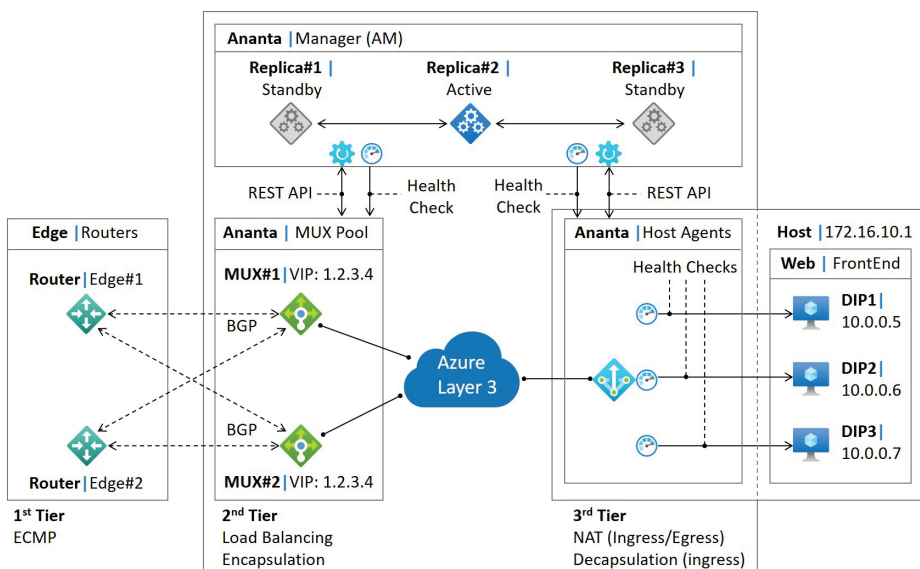 Ananta | Manager (AM)
Replica#1 |
Standby
Replica#2 |
Active
Replica#3 |
Standby
REST API
Health
Check
Health
Check
REST API
Edge | Routers
Router | Edge#1
Router | Edge#2
BGP
BGP
Ananta | MUX Pool
MUX#1 | VIP: 1.2.3.4
MUX#2 | VIP: 1.2.3.4
Azure
Layer 3
Ananta | Host Agents
Health Checks
Host | 172.16.10.1
Web | FrontEnd
DIP1 |
10.0.0.5
DIP2 |
10.0.0.6
DIP3 |
10.0.0.7
1st Tier
ECMP
2nd Tier
Load Balancing
Encapsulation
3rd Tier
NAT (Ingress/Egress)
Decapsulation (ingress)